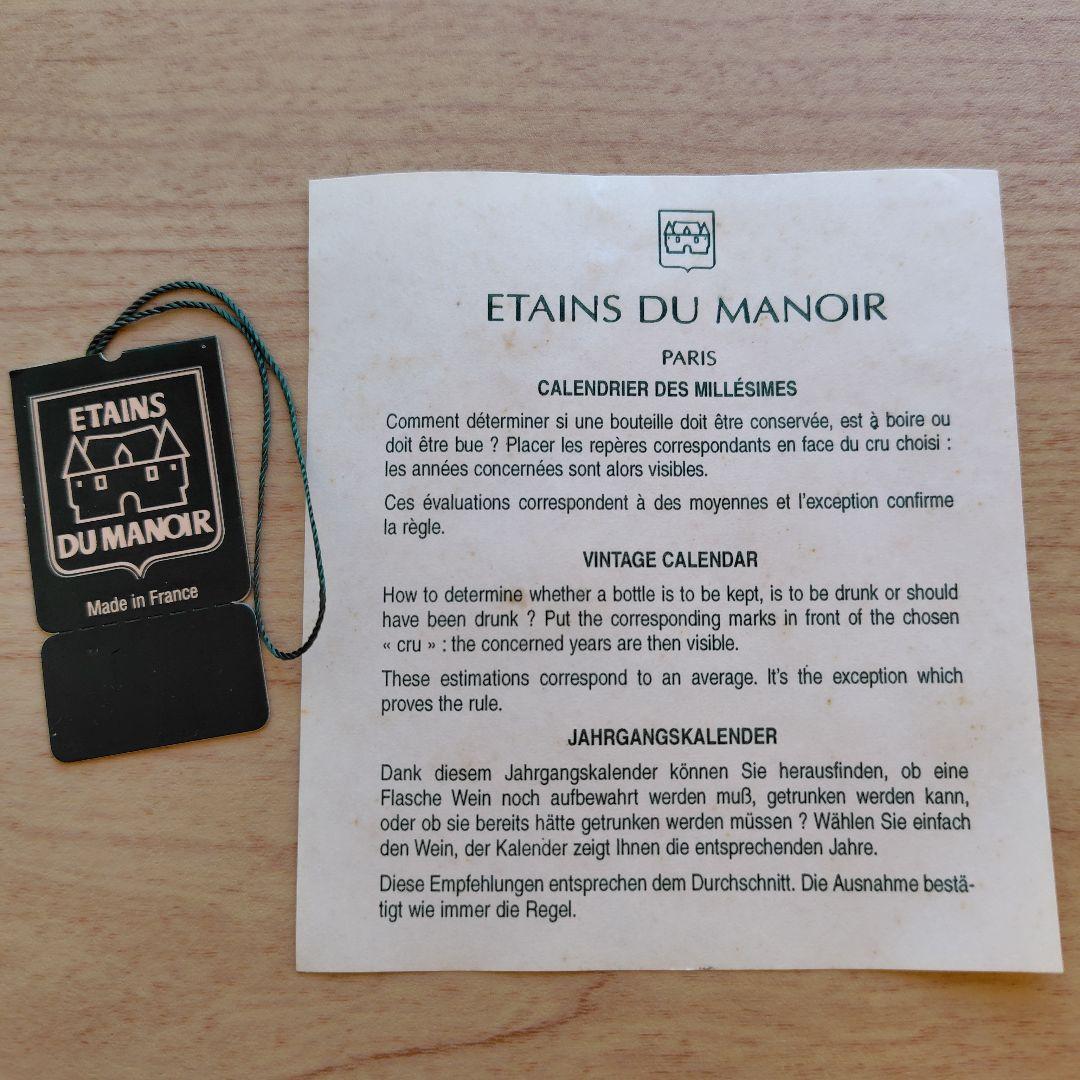 ETAINS
DU MANOIR
Made in France
ETAINS DU MANOIR
PARIS
CALENDRIER DES MILLÉSIMES
Comment déterminer si une bouteille doit être conservée, est à boire ou
doit être bue ? Placer les repères correspondants en face du cru choisi :
les années concernées sont alors visibles.
Ces évaluations correspondent à des moyennes et l'exception confirme
la règle.
VINTAGE CALENDAR
How to determine whether a bottle is to be kept, is to be drunk or should
have been drunk ? Put the corresponding marks in front of the chosen
« cru » : the concerned years are then visible.
These estimations correspond to an average. It's the exception which
proves the rule.
JAHRGANGSKALENDER
Dank diesem Jahrgangskalender können Sie herausfinden, ob eine
Flasche Wein noch aufbewahrt werden muß, getrunken werden kann,
oder ob sie bereits hätte getrunken werden müssen ? Wählen Sie einfach
den Wein, der Kalender zeigt Ihnen die entsprechenden Jahre.
Diese Empfehlungen entsprechen dem Durchschnitt. Die Ausnahme bestä-
tigt wie immer die Regel.